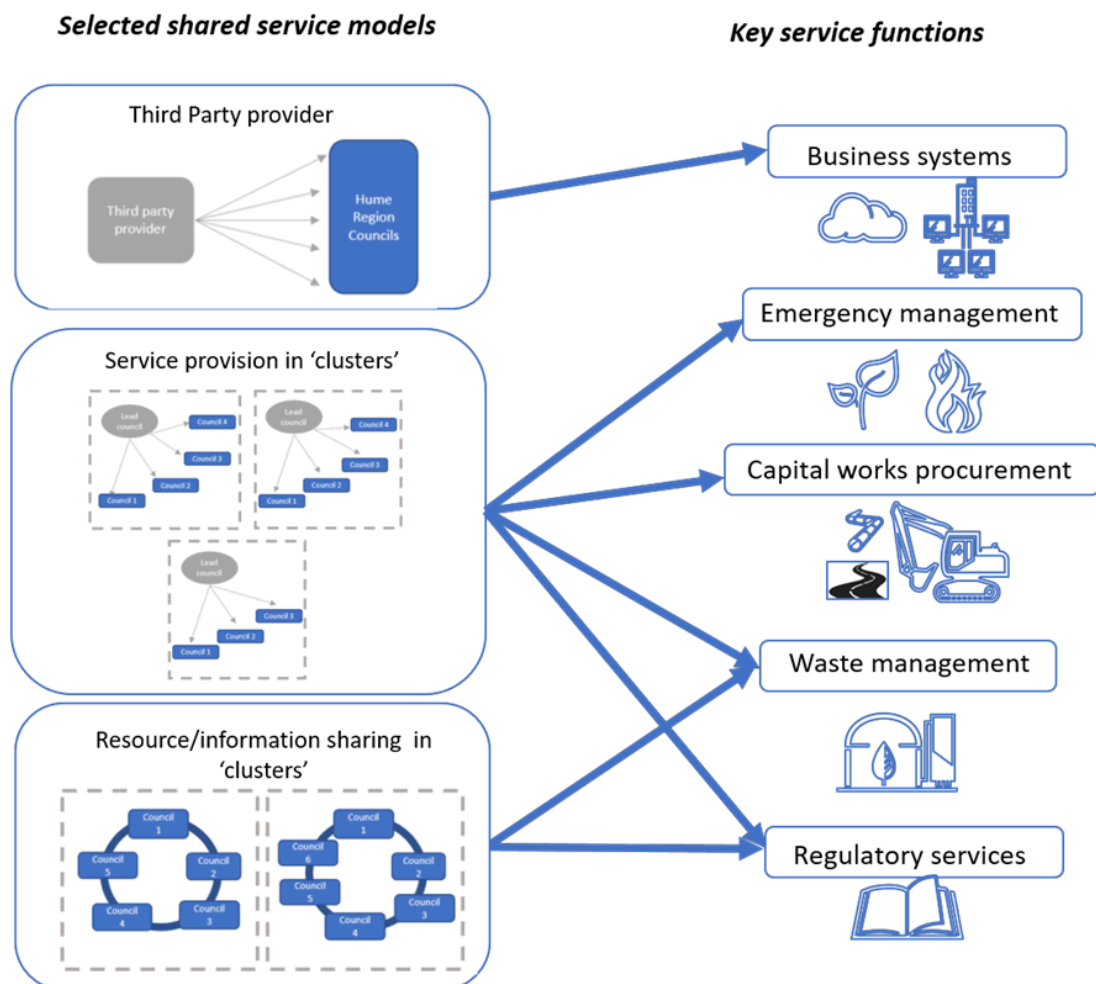 Selected shared service models
Key service functions
Third Party provider
Third party
provider
Hume
Region
Councils
Service provision in ‘clusters’
Lead
council
Council 4
Council 3
Council 2
Council 1
Lead
council
Council 4
Council 3
Council 2
Council 1
Lead
council
Council 3
Council 2
Council 1
Resource/information sharing in
‘clusters’
Council
1
Council
5
Council
2
Council
4
Council
3
Council
1
Council
6
Council
2
Council
5
Council
3
Council
4
Business systems
Emergency management
Capital works procurement
Waste management
Regulatory services